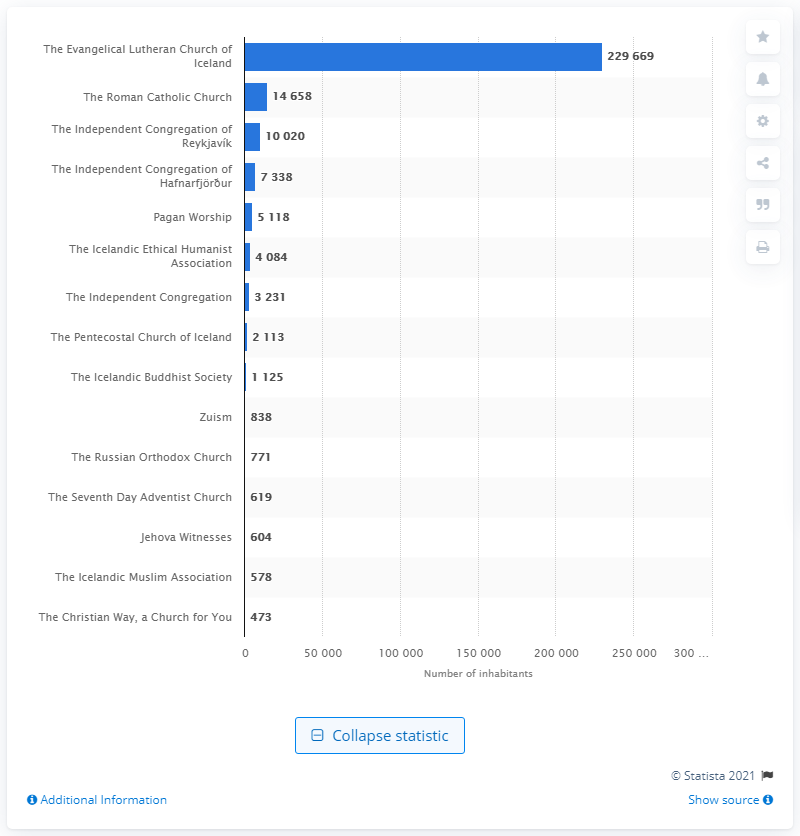 The Evangelical Lutheran Church of
Iceland
229 669
The Roman Catholic Church
14 658
The Independent Congregation of
Reykjavík
10 020
The Independent Congregation of
Hafnarfjörður
7 338
Pagan Worship
5 118
The Icelandic Ethical Humanist
Association
4 084
The Independent Congregation
3 231
The Pentecostal Church of Iceland
2 113
The Icelandic Buddhist Society
1 125
Zuism
838
The Russian Orthodox Church
771
The Seventh Day Adventist Church
619
Jehova Witnesses
604
The Icelandic Muslim Association
578
The Christian Way, a Church for You
473
0 50 000 100 000 150 000 200 000 250 000 300 ...
Number of inhabitants
Collapse statistic
© Statista 2021
Additional Information
Show source